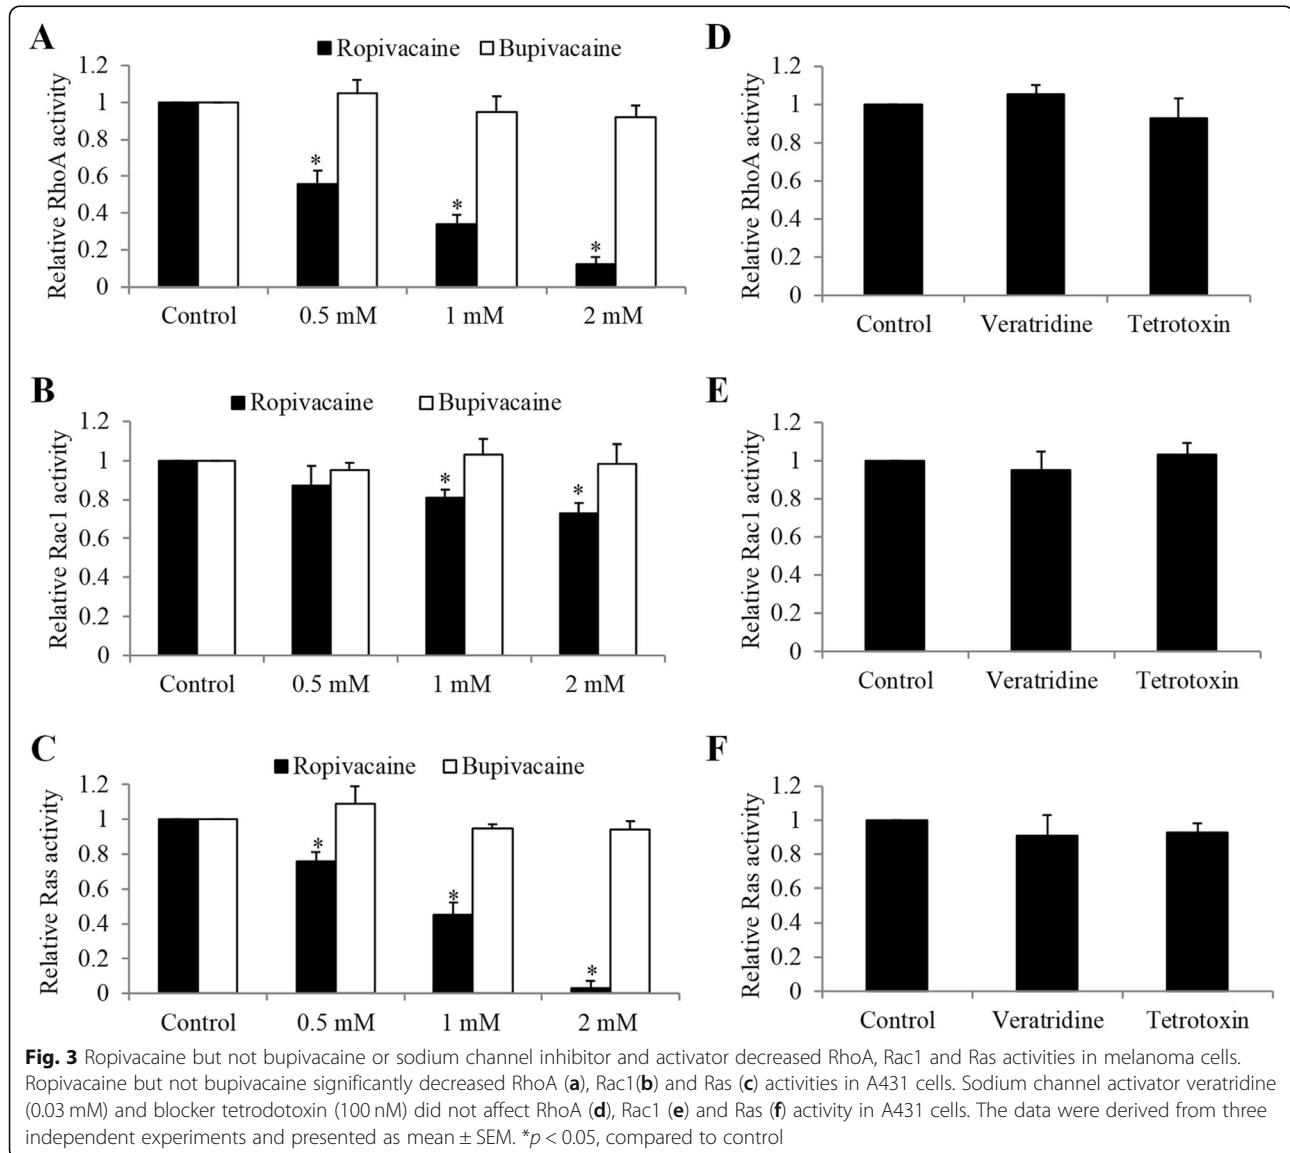 A
Ropivacaine Bupivacaine
Relative RhoA activity
1.2
1
0.8
0.6
0.4
0.2
0
*
*
*
Control 0.5 mM 1 mM 2 mM
D
Relative RhoA activity
1.2
1
0.8
0.6
0.4
0.2
0
Control Veratridine Tetrotoxin
B
Ropivacaine Bupivacaine
Relative Rac1 activity
1.2
1
0.8
0.6
0.4
0.2
0
*
*
Control 0.5 mM 1 mM 2 mM
E
Relative Rac1 activity
1.2
1
0.8
0.6
0.4
0.2
0
Control Veratridine Tetrotoxin
C
Ropivacaine Bupivacaine
Relative Ras activity
1.2
1
0.8
0.6
0.4
0.2
0
*
*
*
Control 0.5 mM 1 mM 2 mM
F
Relative Ras activity
1.2
1
0.8
0.6
0.4
0.2
0
Control Veratridine Tetrotoxin
Fig. 3 Ropivacaine but not bupivacaine or sodium channel inhibitor and activator decreased RhoA, Rac1 and Ras activities in melanoma cells.
Ropivacaine but not bupivacaine significantly decreased RhoA (a), Rac1(b) and Ras (c) activities in A431 cells. Sodium channel activator veratridine
(0.03 mM) and blocker tetrodotoxin (100 nM) did not affect RhoA (d), Rac1 (e) and Ras (f) activity in A431 cells. The data were derived from three
independent experiments and presented as mean ± SEM. *p < 0.05, compared to control